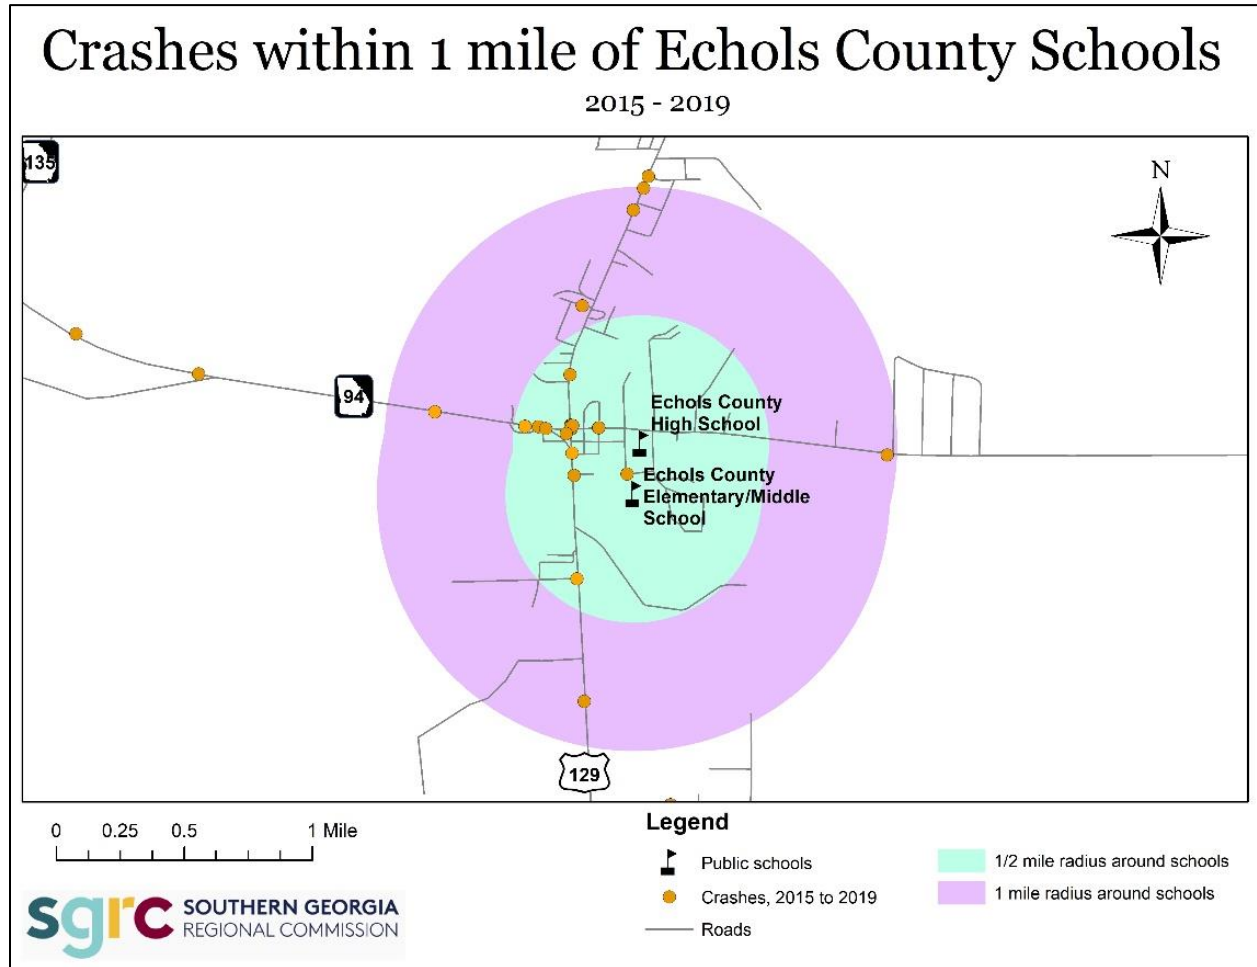 Crashes within 1 mile of Echols County Schools
2015 - 2019
135
N
94
Echols County
High School
Echols County
Elementary/Middle
School
129
0 0.25 0.5 1 Mile
Legend
Public schools
Crashes, 2015 to 2019
Roads
1/2 mile radius around schools
1 mile radius around schools
sgrc SOUTHERN GEORGIA
REGIONAL COMMISSION